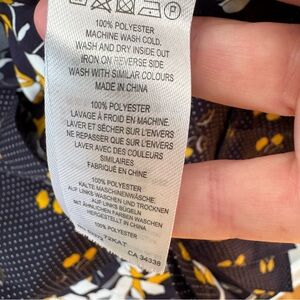 100% POLYESTER
MACHINE WASH COLD,
WASH AND DRY INSIDE OUT
IRON ON REVERSE SIDE
WASH WITH SIMILAR COLOURS
MADE IN CHINA
100% POLYESTER
LAVAGE À FROID EN MACHINE.
LAVER ET SÉCHER SUR L'ENVERS
NE REPASSER QUE SUR L'ENVERS
LAVER AVEC DES COULEURS
SIMILAIRES
FABRIQUÉ EN CHINE
100% POLYESTER
KALTE MASCHINENWÄSCHE
AUF LINKS WASCHEN UND TROCKNEN
AUF LINKS BÜGELN
MIT ÄHNLICHEN FARBEN WASCHEN
HERGESTELLT IN CHINA
100% POLYESTER
CA 34338